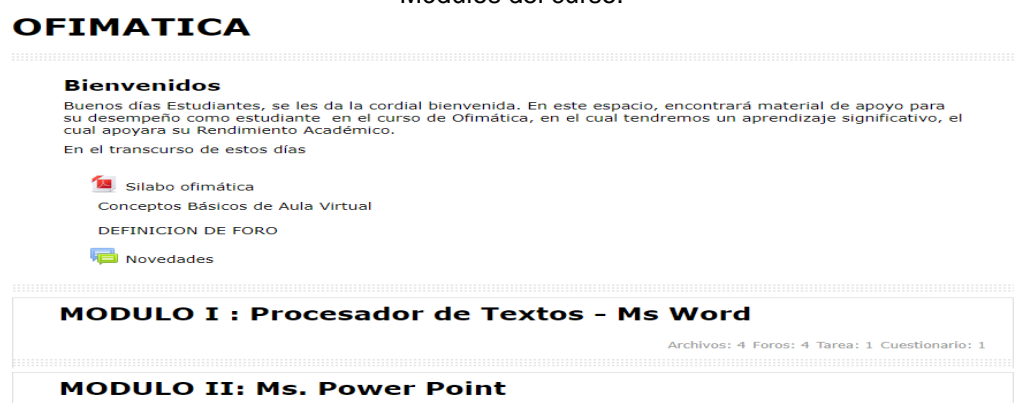 Módulos del curso.
OFIMATICA
Bienvenidos
Buenos días Estudiantes, se les da la cordial bienvenida. En este espacio, encontrará material de apoyo para
su desempeño como estudiante en el curso de Ofimática, en el cual tendremos un aprendizaje significativo, el
cual apoyara su Rendimiento Académico.
En el transcurso de estos días
Silabo ofimática
Conceptos Básicos de Aula Virtual
DEFINICION DE FORO
Novedades
MODULO I : Procesador de Textos - Ms Word
Archivos: 4 Foros: 4 Tarea: 1 Cuestionario: 1
MODULO II: Ms. Power Point